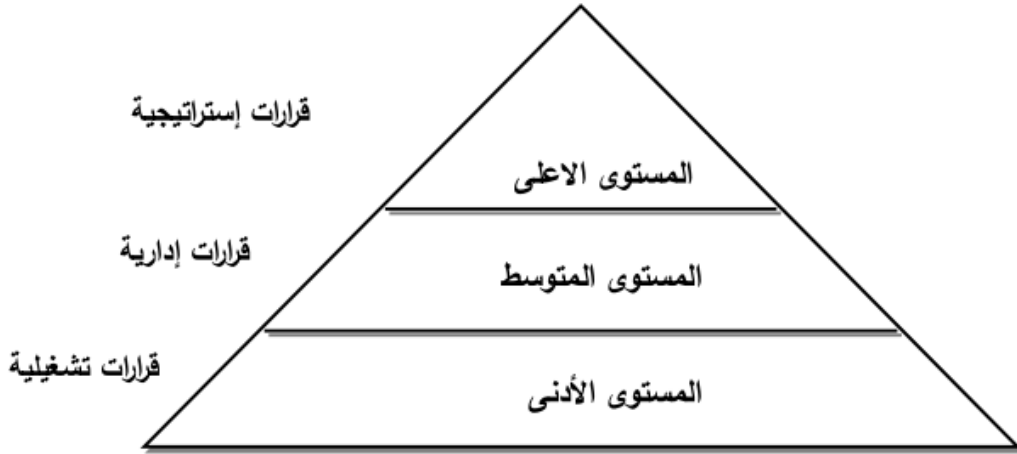 قرارات إستراتيجية
المستوى الاعلى
قرارات إدارية
المستوى المتوسط
قرارات تشغيلية
المستوى الأدنى